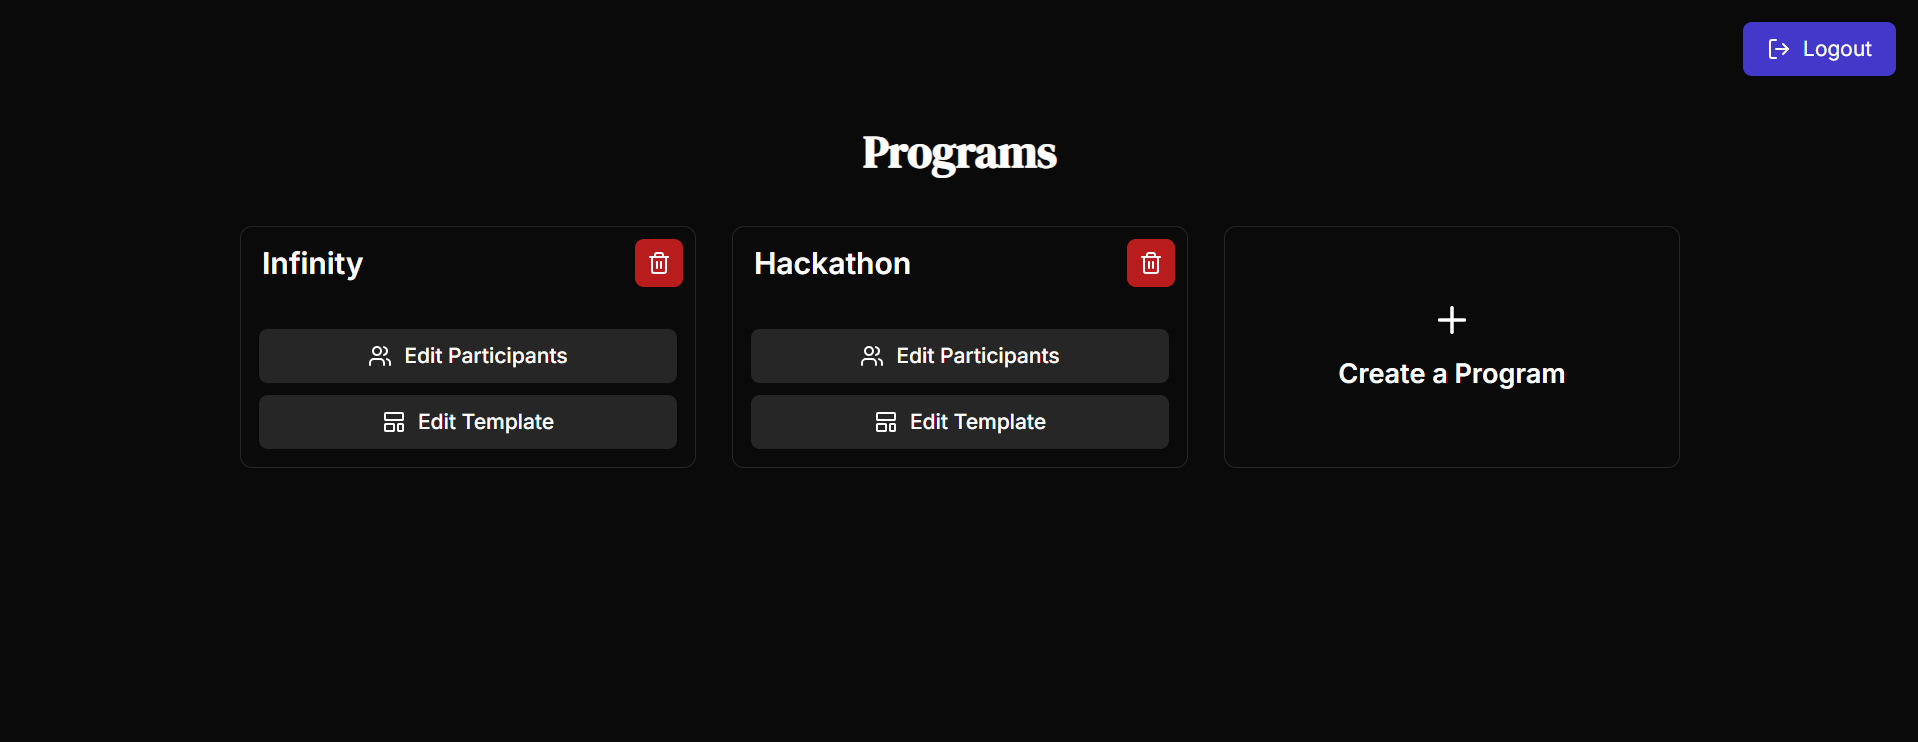 Logout
Programs
Infinity
Edit Participants
Edit Template
Hackathon
Edit Participants
Edit Template
Create a Program